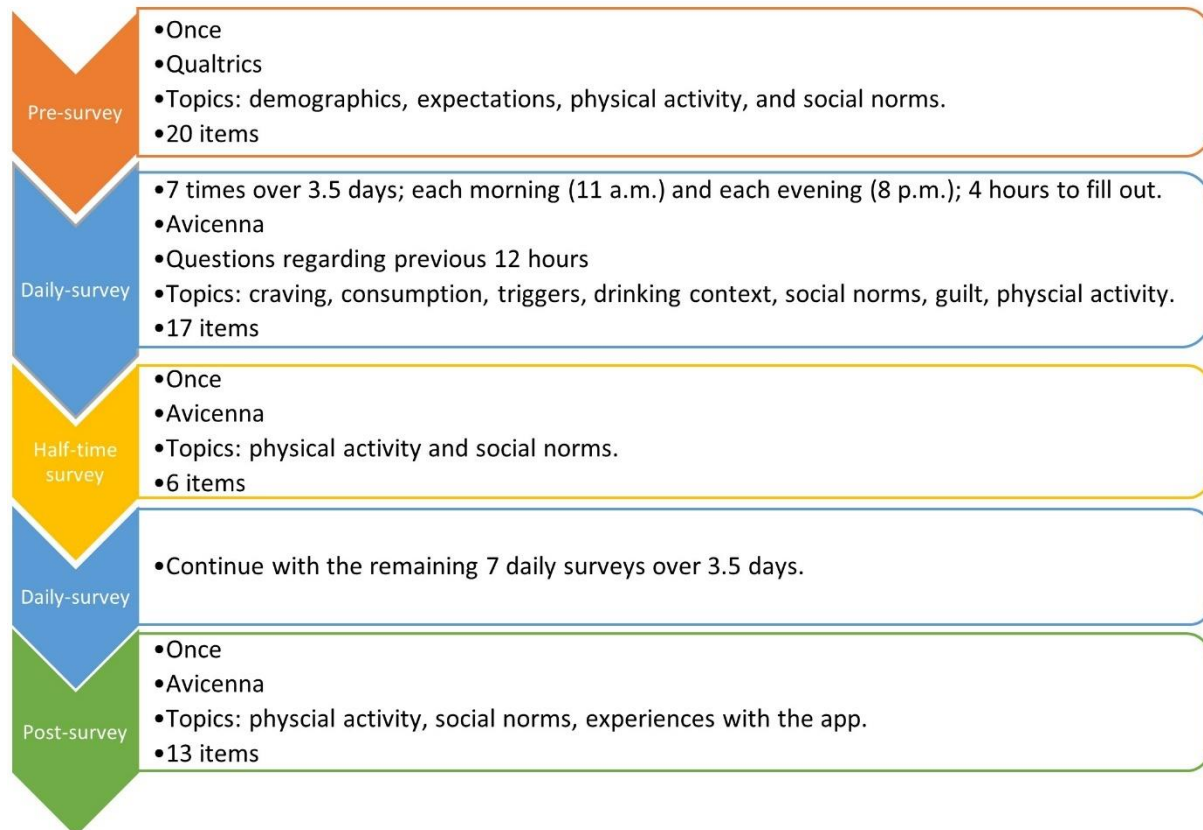 Pre-survey
•Once
•Qualtrics
•Topics: demographics, expectations, physical activity, and social norms.
•20 items
Daily-survey
•7 times over 3.5 days; each morning (11 a.m.) and each evening (8 p.m.); 4 hours to fill out.
•Avicenna
•Questions regarding previous 12 hours
•Topics: craving, consumption, triggers, drinking context, social norms, guilt, physcial activity.
•17 items
Half-time
survey
•Once
•Avicenna
•Topics: physical activity and social norms.
•6 items
Daily-survey
•Continue with the remaining 7 daily surveys over 3.5 days.
Post-survey
•Once
•Avicenna
•Topics: physcial activity, social norms, experiences with the app.
•13 items